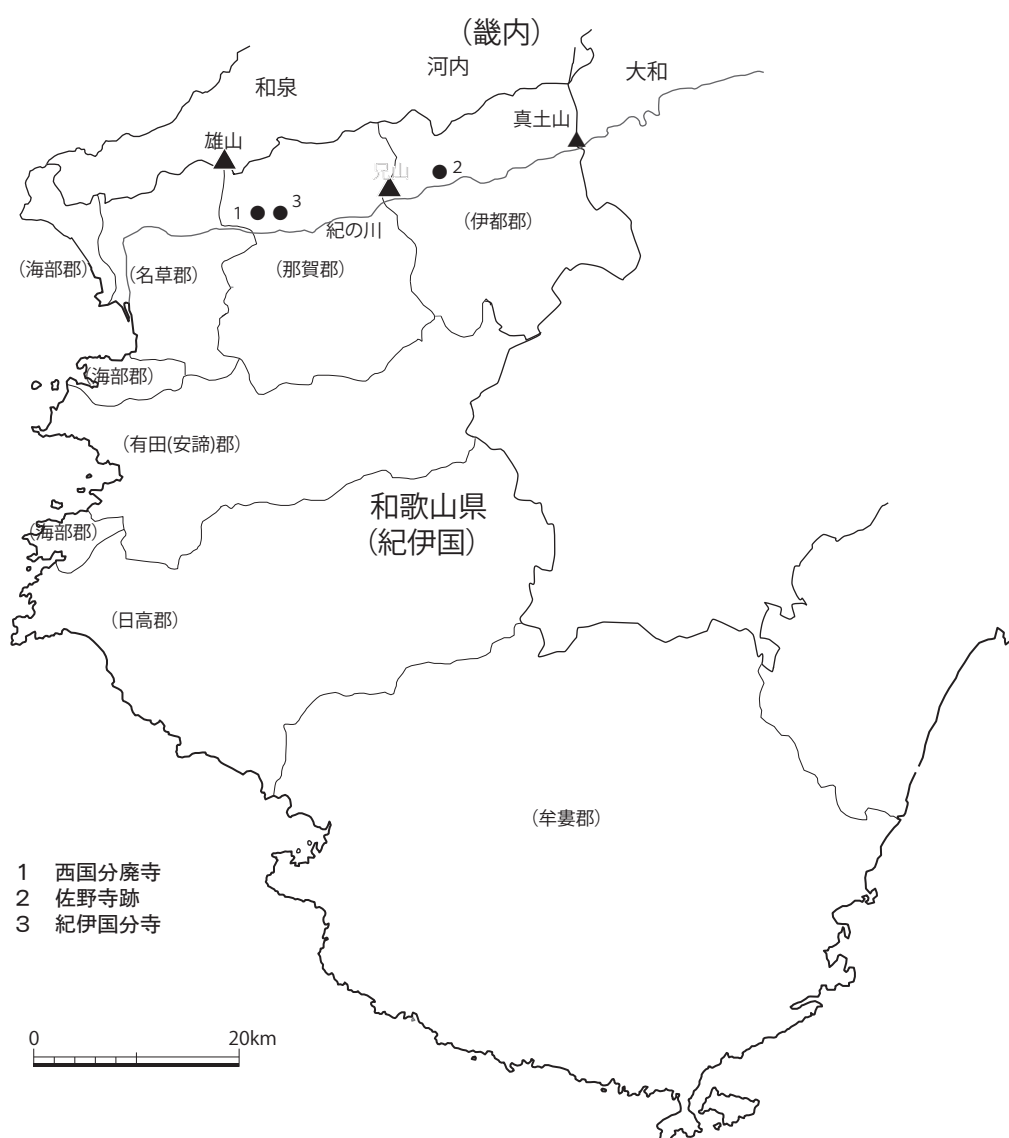 （畿内）
河内
大和
和泉
真土山
雄山
兄山
2
1
3
紀の川
（伊都郡）
（海部郡）
（名草郡）
（那賀郡）
（海部郡）
（有田(安諦)郡）
和歌山県
（紀伊国）
（海部郡）
（日高郡）
（牟婁郡）
1 西国分廃寺
2 佐野寺跡
3 紀伊国分寺
0 20km